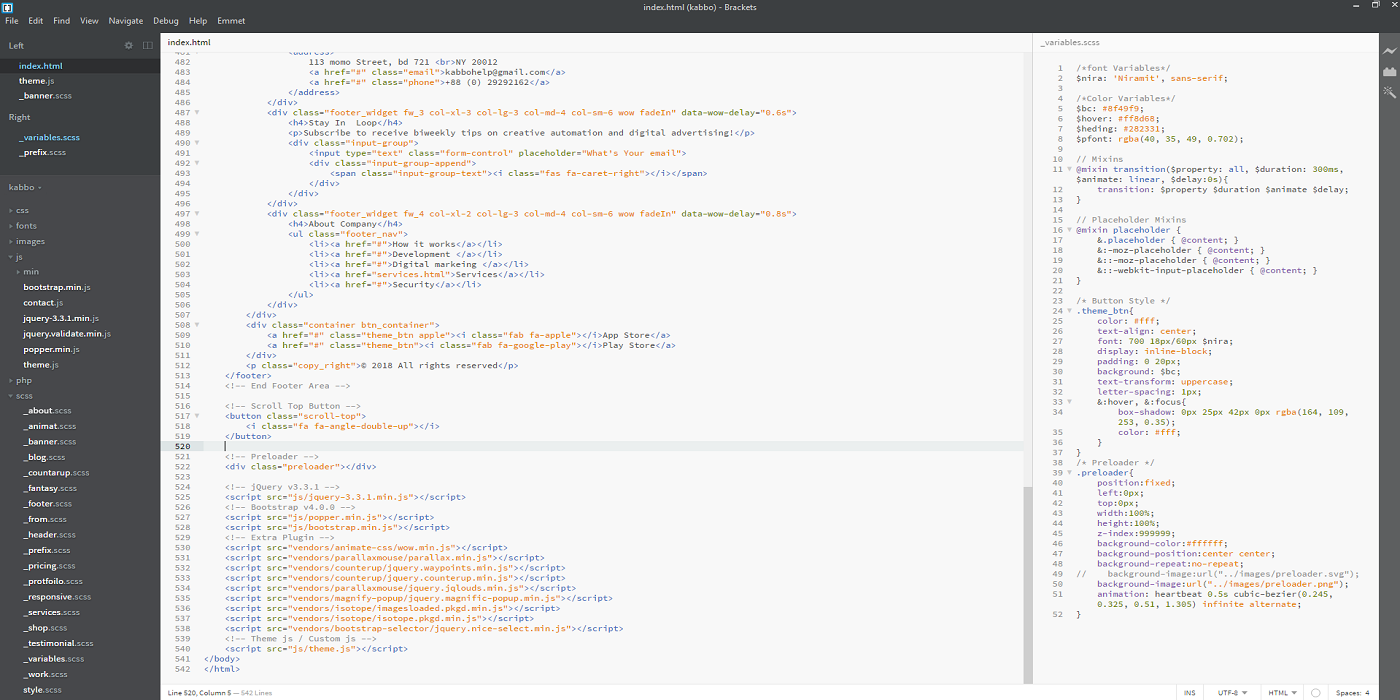 index.html (kabbo) - Brackets
File Edit Find View Navigate Debug Help Emmet
Left
index.html
theme.js
_banner.scss
Right
_variables.scss
_prefix.scss
kabbo
css
fonts
images
js
min
bootstrap.min.js
contact.js
jquery-3.3.1.min.js
jquery.validate.min.js
popper.min.js
theme.js
php
scss
_about.scss
_animat.scss
_banner.scss
_blog.scss
_countarup.scss
_fantasy.scss
_footer.scss
_from.scss
_header.scss
_prefix.scss
_pricing.scss
_protfoilo.scss
_responsive.scss
_services.scss
_shop.scss
_testimonial.scss
_variables.scss
_work.scss
style.scss
index.html
481 <address>
482 113 momo Street, bd 721 <br>NY 20012
483 <a href="#" class="email">kabbohelp@gmail.com</a>
484 <a href="#" class="phone">+88 (0) 29292162</a>
485 </address>
486 </div>
487 <div class="footer_widget fw_3 col-xl-3 col-lg-3 col-md-4 col-sm-6 wow fadeIn" data-wow-delay="0.6s">
488 <h4>Stay In  Loop</h4>
489 <p>Subscribe to receive biweekly tips on creative automation and digital advertising!</p>
490 <div class="input-group">
491 <input type="text" class="form-control" placeholder="What's Your email">
492 <div class="input-group-append">
493 <span class="input-group-text"><i class="fas fa-caret-right"></i></span>
494 </div>
495 </div>
496 </div>
497 <div class="footer_widget fw_4 col-xl-2 col-lg-3 col-md-4 col-sm-6 wow fadeIn" data-wow-delay="0.8s">
498 <h4>About Company</h4>
499 <ul class="footer_nav">
500 <li><a href="#">How it works</a></li>
501 <li><a href="#">Development </a></li>
502 <li><a href="#">Digital markeing </a></li>
503 <li><a href="services.html">Services</a></li>
504 <li><a href="#">Security</a></li>
505 </ul>
506 </div>
507 </div>
508 <div class="container btn_container">
509 <a href="#" class="theme_btn apple"><i class="fab fa-apple"></i>App Store</a>
510 <a href="#" class="theme_btn"><i class="fab fa-google-play"></i>Play Store</a>
511 </div>
512 <p class="copy_right">© 2018 All rights reserved</p>
513 </footer>
514 <!-- End Footer Area -->
515
516 <!-- Scroll Top Button -->
517 <button class="scroll-top">
518 <i class="fa fa-angle-double-up"></i>
519 </button>
520
521 <!-- Preloader -->
522 <div class="preloader"></div>
523
524 <!-- jQuery v3.3.1 -->
525 <script src="js/jquery-3.3.1.min.js"></script>
526 <!-- Bootstrap v4.0.0 -->
527 <script src="js/popper.min.js"></script>
528 <script src="js/bootstrap.min.js"></script>
529 <!-- Extra Plugin -->
530 <script src="vendors/animate-css/wow.min.js"></script>
531 <script src="vendors/parallaxmouse/parallax.min.js"></script>
532 <script src="vendors/counterup/jquery.waypoints.min.js"></script>
533 <script src="vendors/counterup/jquery.counterup.min.js"></script>
534 <script src="vendors/parallaxmouse/jquery.jqlouds.min.js"></script>
535 <script src="vendors/magnify-popup/jquery.magnific-popup.min.js"></script>
536 <script src="vendors/isotope/imagesloaded.pkgd.min.js"></script>
537 <script src="vendors/isotope/isotope.pkgd.min.js"></script>
538 <script src="vendors/bootstrap-selector/jquery.nice-select.min.js"></script>
539 <!-- Theme js / Custom js -->
540 <script src="js/theme.js"></script>
541 </body>
542 </html>
_variables.scss
1 /*font Variables*/
2 $nira: 'Niramit', sans-serif;
3
4 /*Color Variables*/
5 $bc: #8f49f9;
6 $hover: #ff8d68;
7 $heding: #282331;
8 $pfont: rgba(40, 35, 49, 0.702);
9
10 // Mixins
11 @mixin transition($property: all, $duration: 300ms,
$animate: linear, $delay:0s){
12 transition: $property $duration $animate $delay;
13 }
14
15 // Placeholder Mixins
16 @mixin placeholder {
17 &.placeholder { @content; }
18 &:-moz-placeholder { @content; }
19 &::-moz-placeholder { @content; }
20 &::-webkit-input-placeholder { @content; }
21 }
22
23 /* Button Style */
24 .theme_btn{
25 color: #fff;
26 text-align: center;
27 font: 700 18px/60px $nira;
28 display: inline-block;
29 padding: 0 20px;
30 background: $bc;
31 text-transform: uppercase;
32 letter-spacing: 1px;
33 &:hover, &:focus{
34 box-shadow: 0px 25px 42px 0px rgba(164, 109,
253, 0.35);
35 color: #fff;
36 }
37 }
38 /* Preloader */
39 .preloader{
40 position:fixed;
41 left:0px;
42 top:0px;
43 width:100%;
44 height:100%;
45 z-index:999999;
46 background-color:#ffffff;
47 background-position:center center;
48 background-repeat:no-repeat;
49 // background-image:url("../images/preloader.svg");
50 background-image:url("../images/preloader.png");
51 animation: heartbeat 0.5s cubic-bezier(0.245,
0.325, 0.51, 1.305) infinite alternate;
52 }
Line 520, Column 5 — 542 Lines
INS UTF-8 HTML Spaces: 4